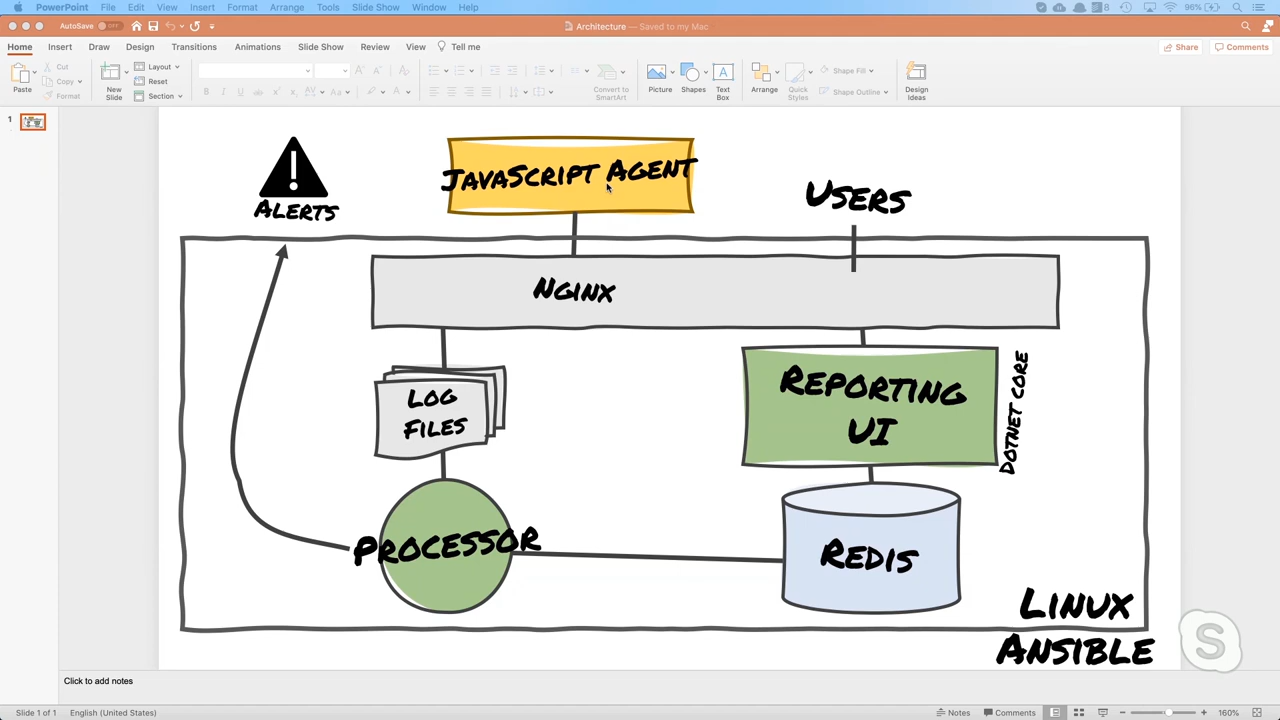 PowerPoint File Edit View Insert Format Arrange Tools Slide Show Window Help
8 96%
AutoSave OFF Architecture — Saved to my Mac
Home Insert Draw Design Transitions Animations Slide Show Review View Tell me Share Comments
Paste Cut Copy Format
New Slide Layout Reset Section
Convert to SmartArt
Picture Shapes Text Box
Arrange Quick Styles Shape Fill Shape Outline
Design Ideas
1
JavaScript Agent
Alerts
Users
Nginx
Log
Files
Reporting
UI
Dotnet core
Processor
Redis
Linux
Ansible
Click to add notes
Slide 1 of 1 English (United States) Notes Comments 160%